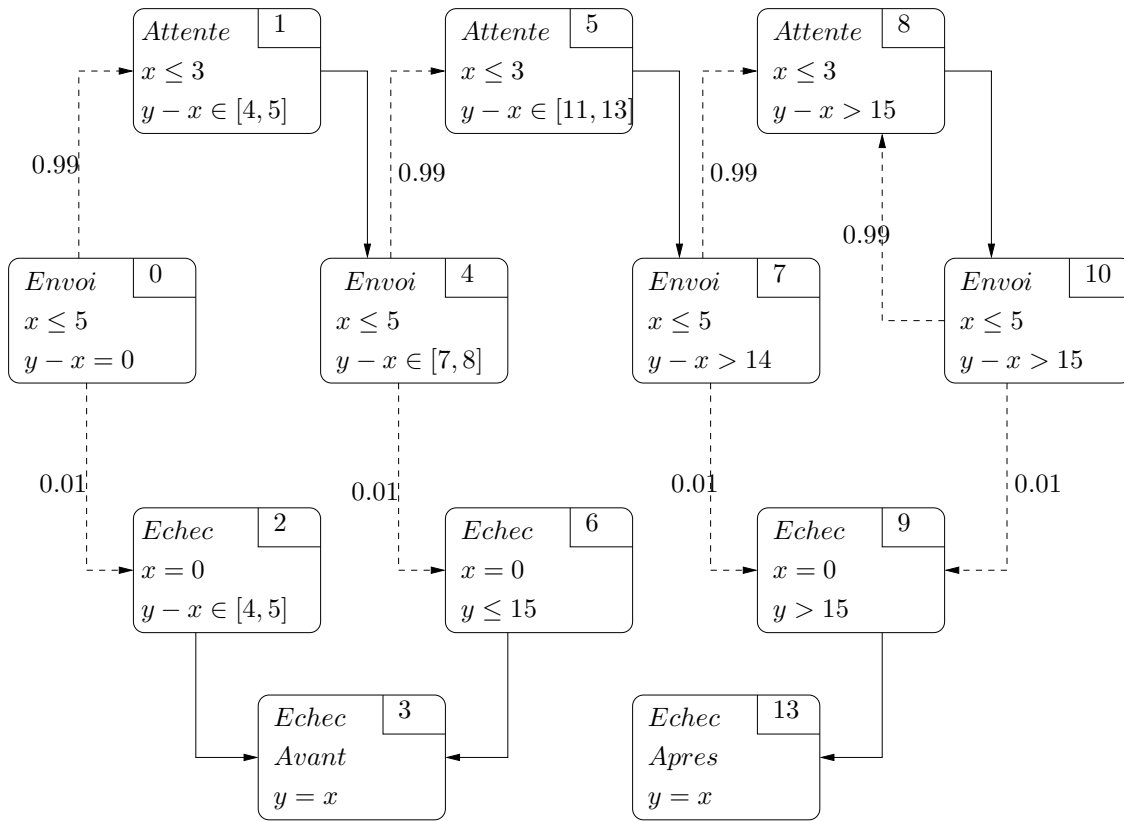 Attente 1
x ≤ 3
y − x ∈ [4, 5]
Attente 5
x ≤ 3
y − x ∈ [11, 13]
Attente 8
x ≤ 3
y − x > 15
0.99
0.99
0.99
0.99
Envoi 0
x ≤ 5
y − x = 0
Envoi 4
x ≤ 5
y − x ∈ [7, 8]
Envoi 7
x ≤ 5
y − x > 14
Envoi 10
x ≤ 5
y − x > 15
0.01
0.01
0.01
0.01
Echec 2
x = 0
y − x ∈ [4, 5]
Echec 6
x = 0
y ≤ 15
Echec 9
x = 0
y > 15
Echec 3
Avant
y = x
Echec 13
Apres
y = x